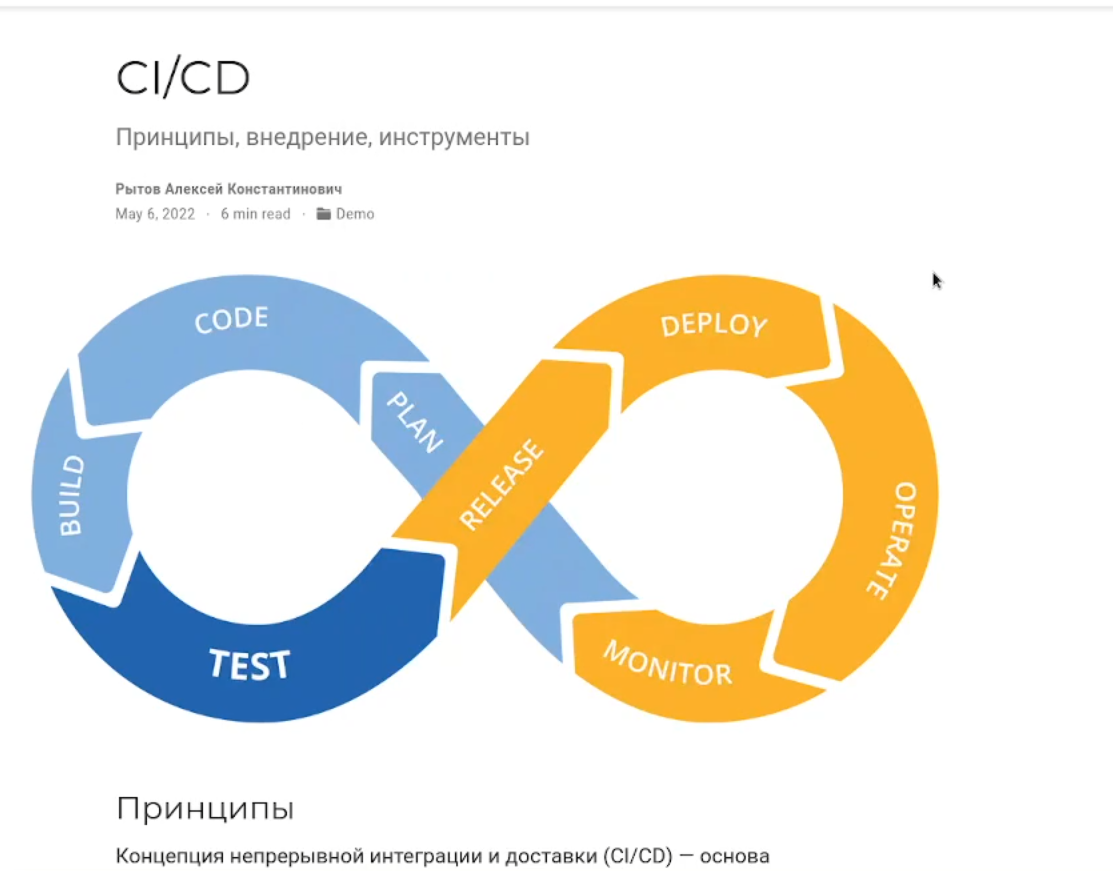 CI/CD
Принципы, внедрение, инструменты
Рытов Алексей Константинович
May 6, 2022 · 6 min read · Demo
CODE
DEPLOY
PLAN
RELEASE
BUILD
OPERATE
TEST
MONITOR
Принципы
Концепция непрерывной интеграции и доставки (CI/CD) — основа